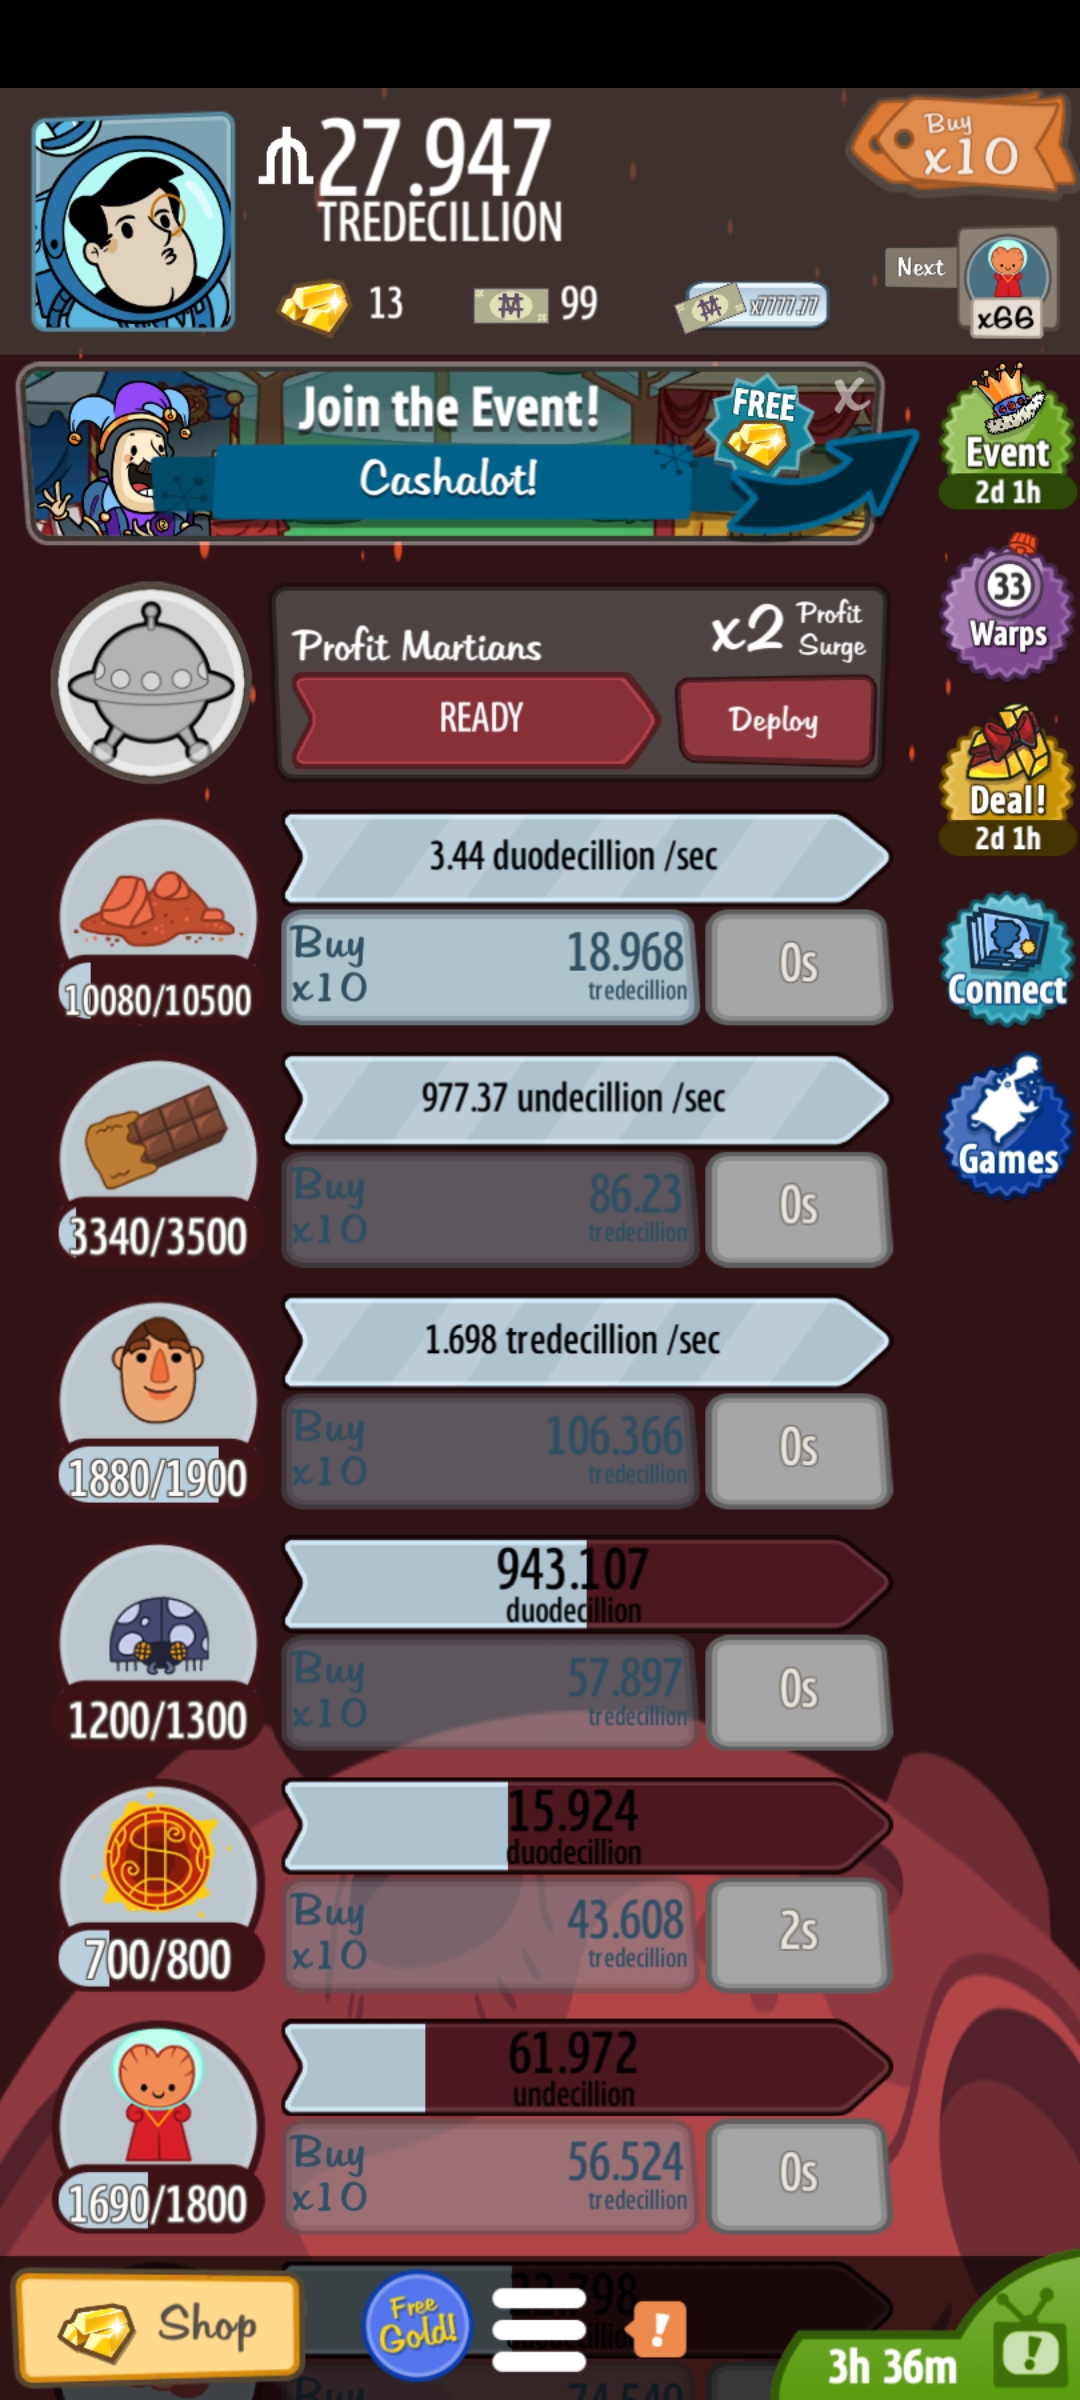 27.947
TREDECILLION
Buy
x10
13
99
x7777.77
Next
x66
Join the Event!
Cashalot!
FREE
X
Event
2d 1h
33
Warps
Profit Martians
x2 Profit
Surge
READY
Deploy
Deal!
2d 1h
3.44 duodecillion /sec
Buy
x10
18.968
tredecillion
0s
10080/10500
Connect
977.37 undecillion /sec
Buy
x10
86.23
tredecillion
0s
3340/3500
Games
1.698 tredecillion /sec
Buy
x10
106.366
tredecillion
0s
1880/1900
943.107
duodecillion
Buy
x10
57.897
tredecillion
0s
1200/1300
15.924
duodecillion
Buy
x10
43.608
tredecillion
2s
700/800
61.972
undecillion
Buy
x10
56.524
tredecillion
0s
1690/1800
Shop
Free
Gold!
!
3h 36m
!
Buy